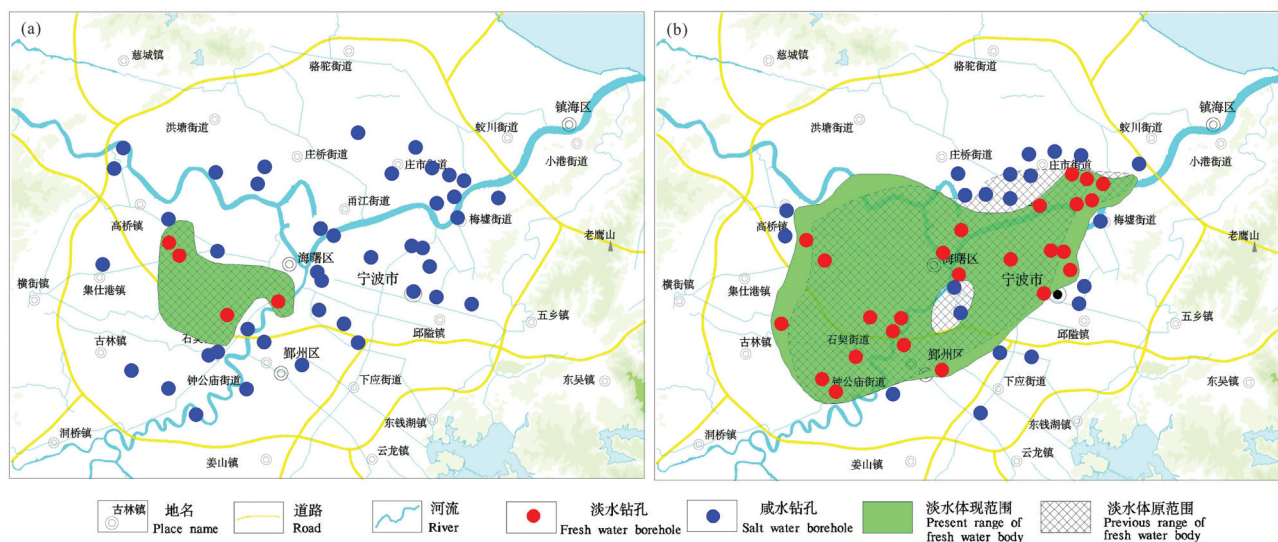 (a)
慈城镇
骆驼街道
镇海区
洪塘街道
蛟川街道
小港街道
庄桥街道
庄市街道
高桥镇
甬江街道
梅墟街道
老鹰山
海曙区
横街镇
集仕港镇
宁波市
五乡镇
邱隘镇
古林镇
鄞州区
钟公庙街道
下应街道
东吴镇
东钱湖镇
洞桥镇
姜山镇
云龙镇
(b)
慈城镇
骆驼街道
镇海区
洪塘街道
蛟川街道
小港街道
庄桥街道
庄市街道
高桥镇
梅墟街道
老鹰山
海曙区
横街镇
集仕港镇
宁波市
五乡镇
邱隘镇
石契街道
古林镇
鄞州区
钟公庙街道
下应街道
东吴镇
东钱湖镇
洞桥镇
姜山镇
云龙镇
古林镇
地名
Place name
道路
Road
河流
River
淡水钻孔
Fresh water borehole
咸水钻孔
Salt water borehole
淡水体现范围
Present range of
fresh water body
淡水体原范围
Previous range of
fresh water body